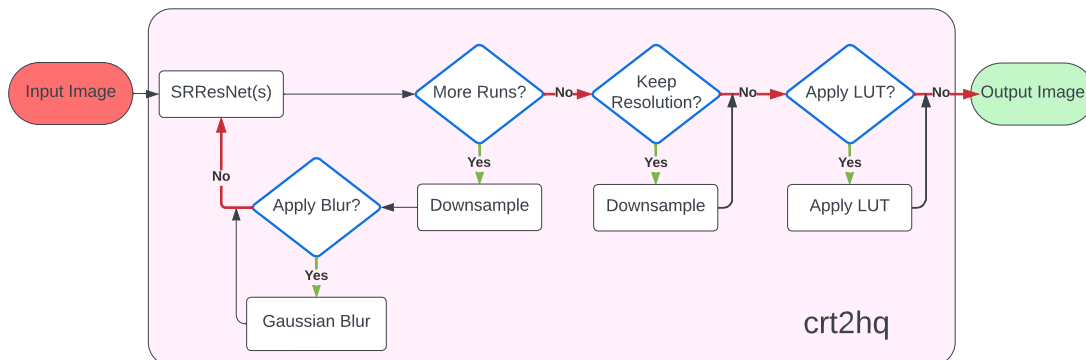 Input Image
SRResNet(s)
More Runs?
No
Keep
Resolution?
No
Apply LUT?
No
Output Image
Yes
Yes
Yes
No
Apply Blur?
Downsample
Downsample
Apply LUT
Yes
Gaussian Blur
crt2hq